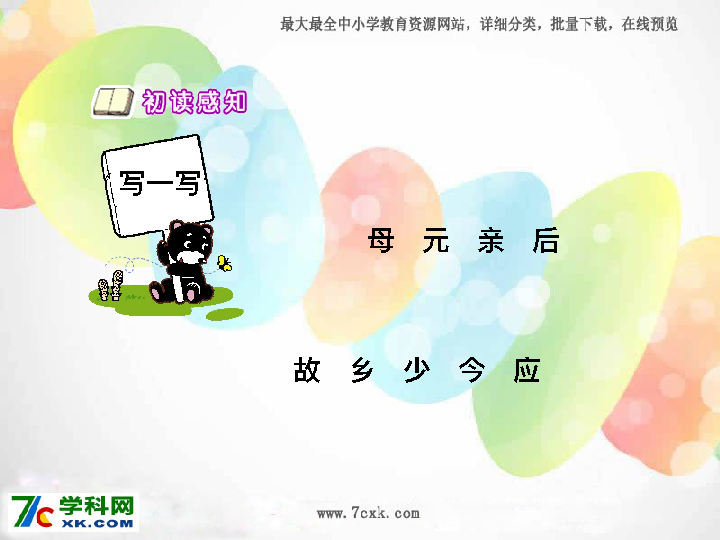 最大最全中小学教育资源网站，详细分类，批量下载，在线预览
初读感知
写一写
母 元 亲 后
故 乡 少 今 应
7c 学科网
XK.COM
www.7cxk.com